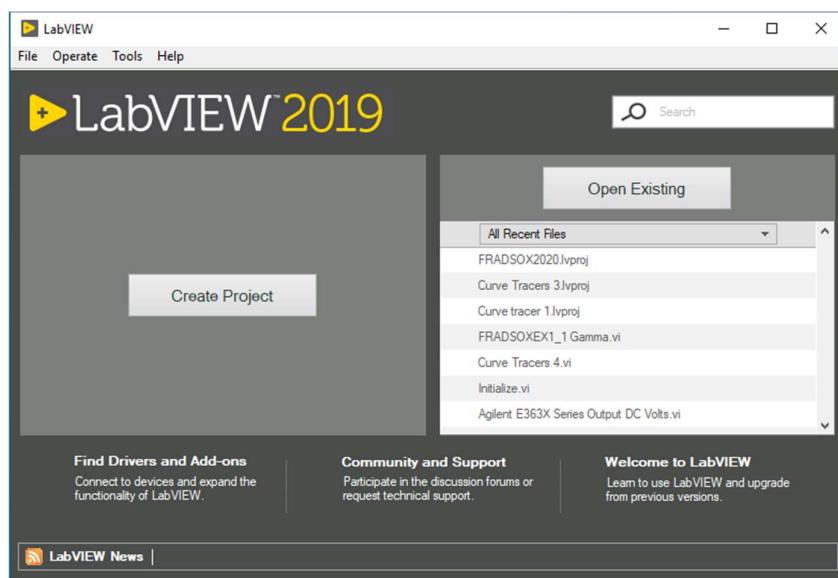 LabVIEW
File Operate Tools Help
LabVIEW™ 2019
Search
Create Project
Open Existing
All Recent Files
FRADSOX2020.lvproj
Curve Tracers 3.lvproj
Curve tracer 1.lvproj
FRADSOXEX1_1 Gamma.vi
Curve Tracers 4.vi
Initialize.vi
Agilent E363X Series Output DC Volts.vi
Find Drivers and Add-ons
Connect to devices and expand the
functionality of LabVIEW.
Community and Support
Participate in the discussion forums or
request technical support.
Welcome to LabVIEW
Learn to use LabVIEW and upgrade
from previous versions.
LabVIEW News